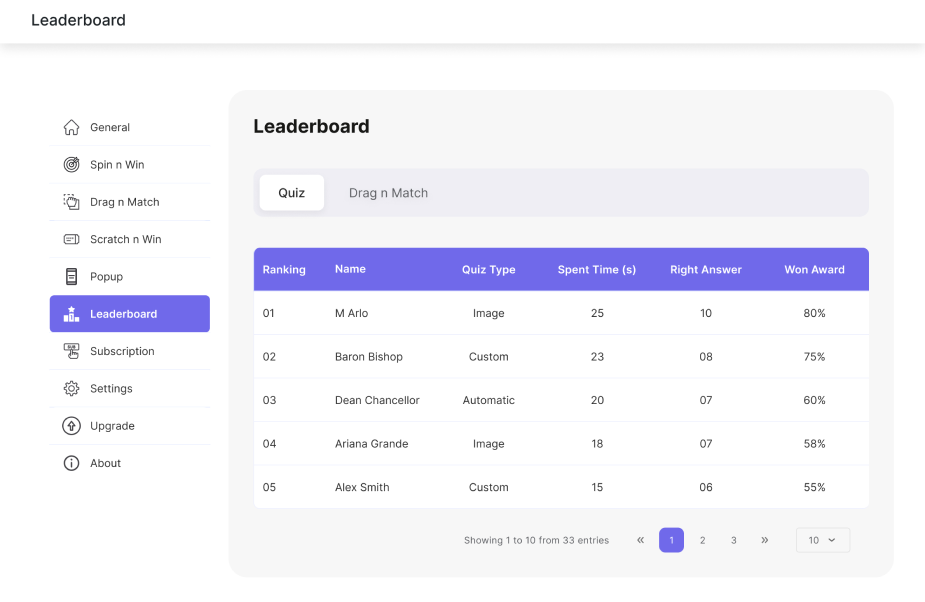 Leaderboard
General
Spin n Win
Drag n Match
Scratch n Win
Popup
Leaderboard
SUB
Subscription
Settings
Upgrade
About
Leaderboard
Quiz Drag n Match
Ranking Name Quiz Type Spent Time (s) Right Answer Won Award
01 M Arlo Image 25 10 80%
02 Baron Bishop Custom 23 08 75%
03 Dean Chancellor Automatic 20 07 60%
04 Ariana Grande Image 18 07 58%
05 Alex Smith Custom 15 06 55%
Showing 1 to 10 from 33 entries « 1 2 3 » 10